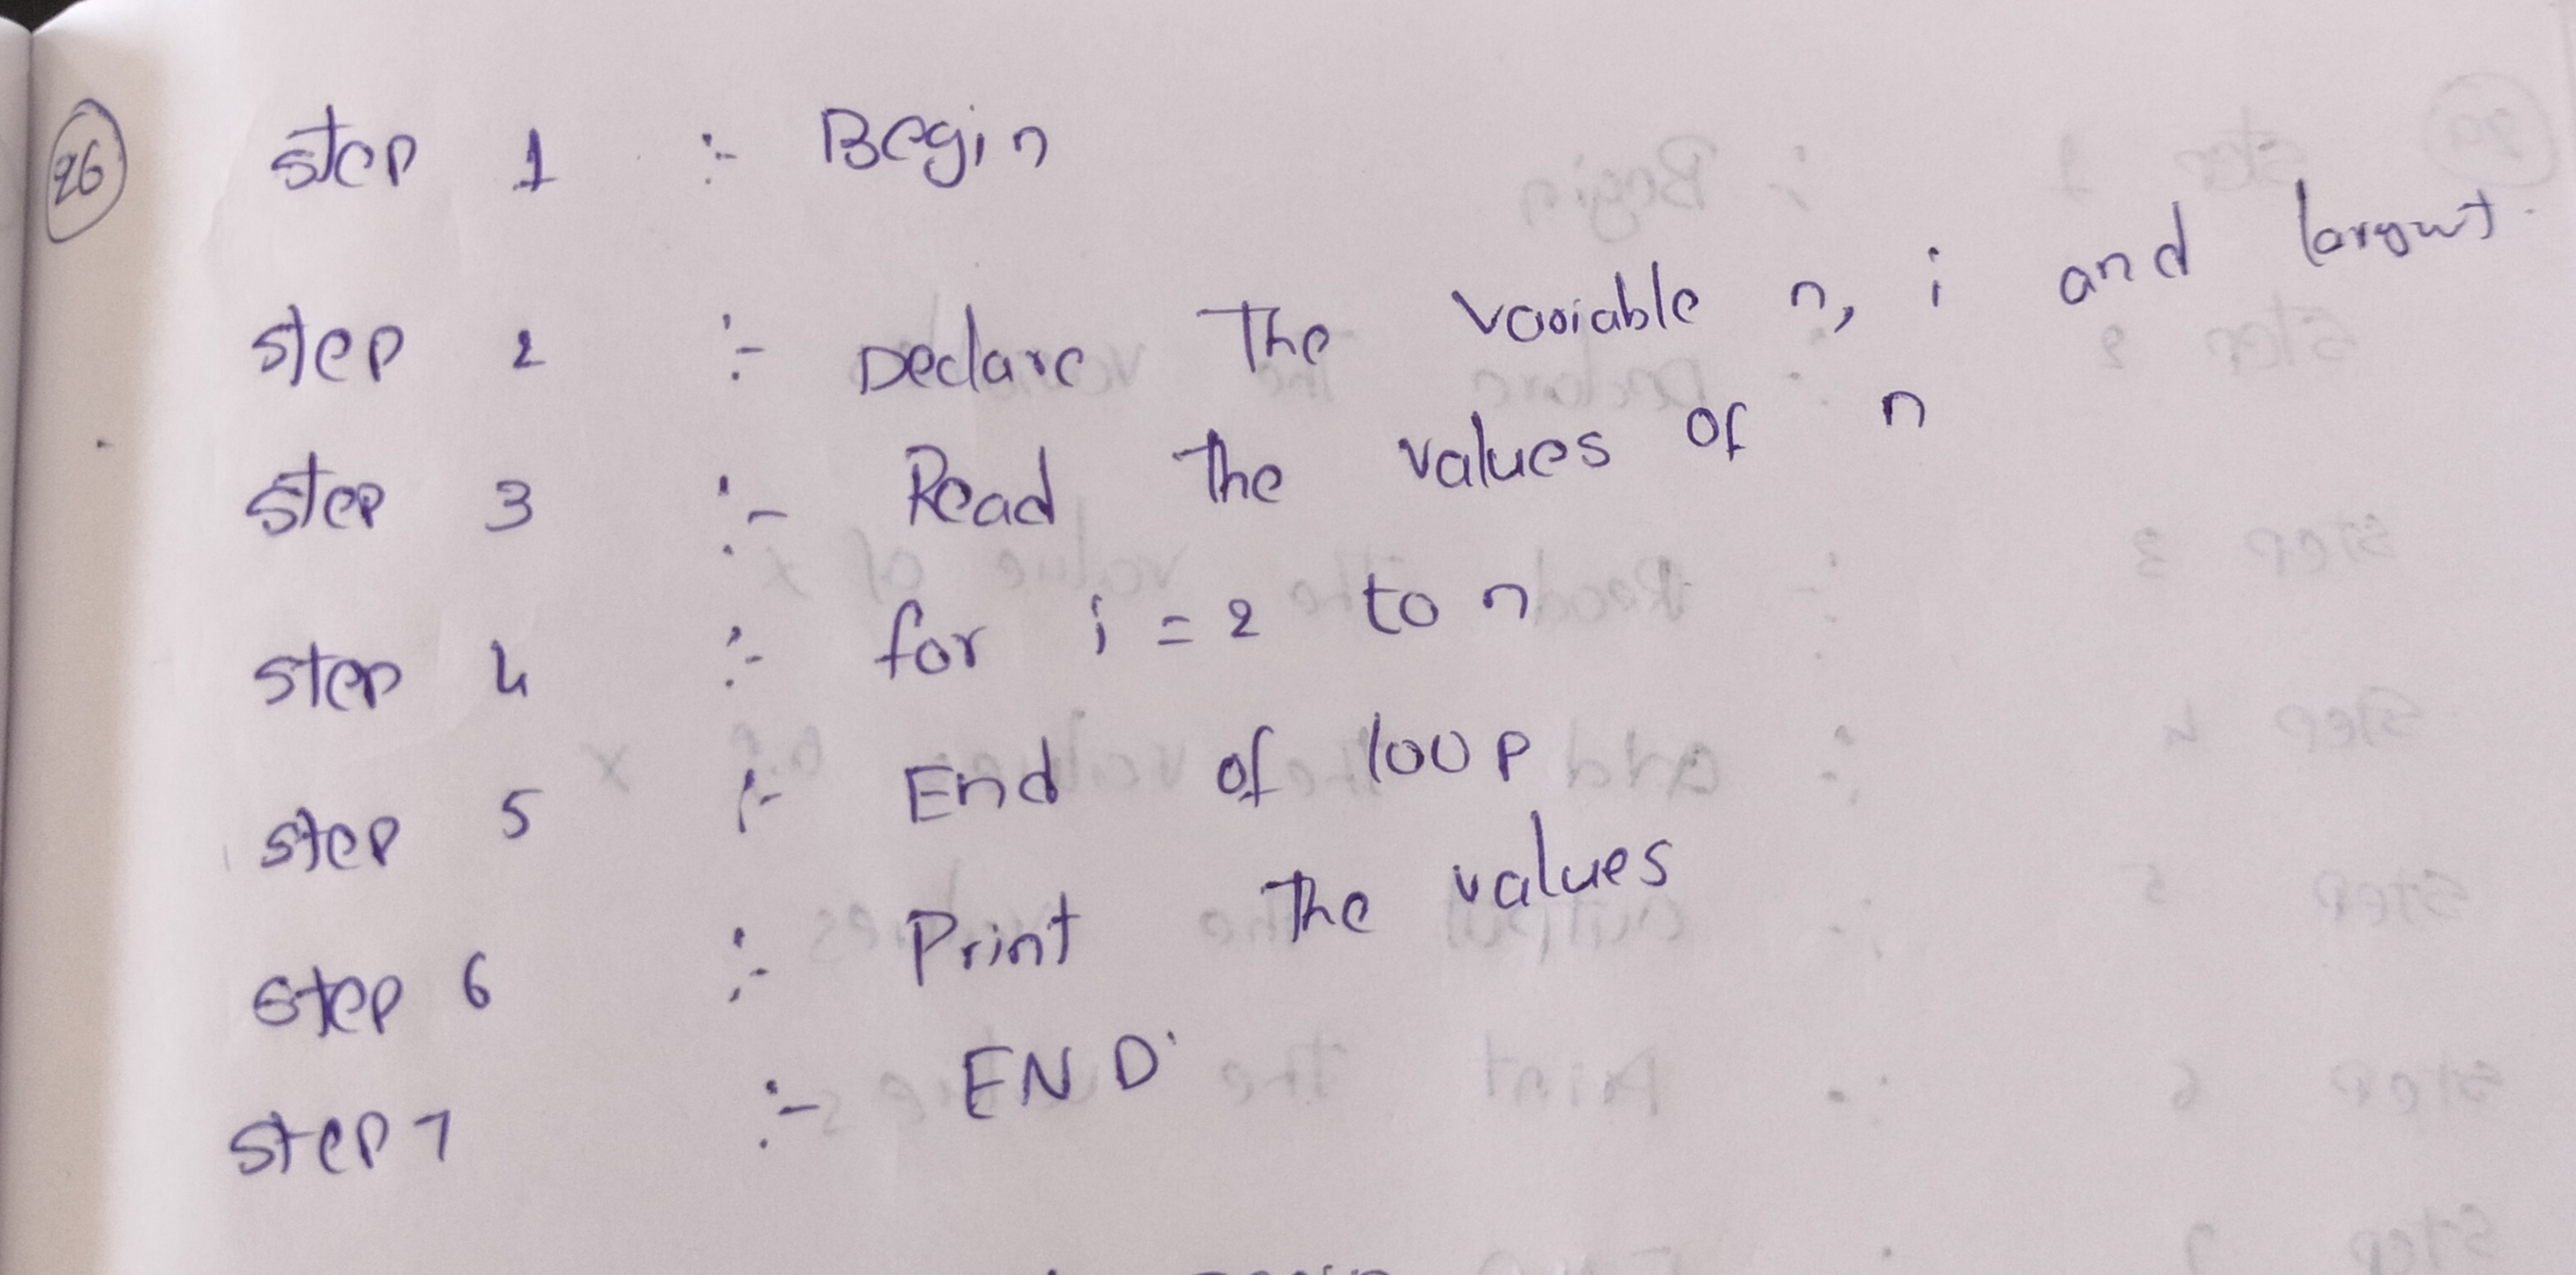 26 step 1 :- Begin
step 2 :- Declare The variable n, i and largest.
step 3 :- Read The values of n
step 4 :- for i = 2 to n
step 5 :- End of loop
step 6 :- Print The values
step 7 :- END.